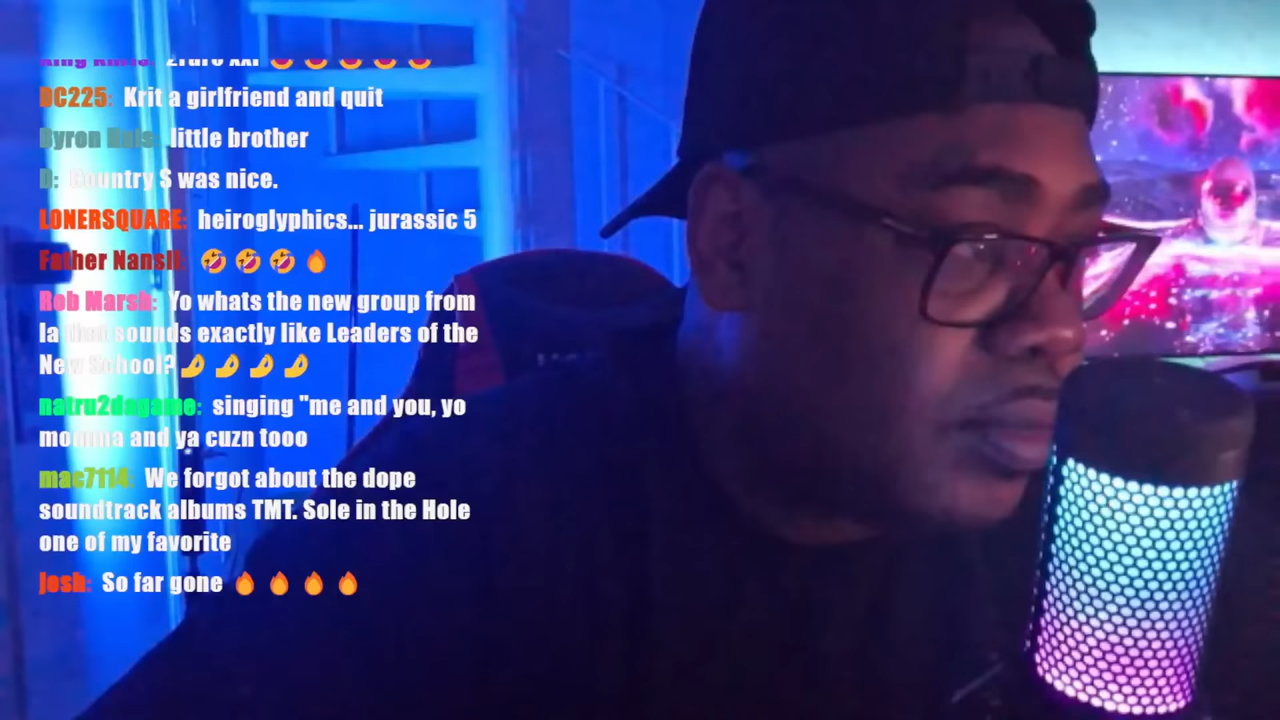 DC225: Krit a girlfriend and quit
Byron Hals: little brother
D: Country S was nice.
LONERSQUARE: heiroglyphics... jurassic 5
Father Nansii: 🤣🤣🤣🔥
Rob Marsh: Yo whats the new group from
la that sounds exactly like Leaders of the
New School? 🤌🤌🤌🤌
natru2dagame: singing "me and you, yo
momma and ya cuzn tooo
mac7114: We forgot about the dope
soundtrack albums TMT. Sole in the Hole
one of my favorite
Josh: So far gone 🔥🔥🔥🔥